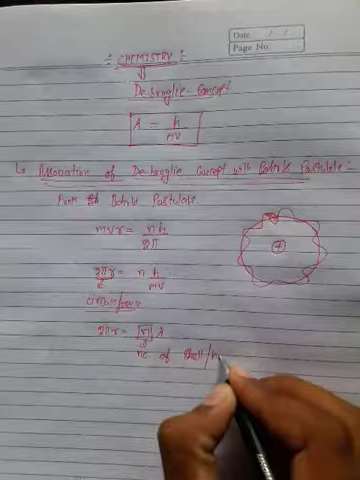 Date / /
Page No.
÷ CHEMISTRY ÷
De-broglie-Concept
λ = h/mv
Association of De-broglie Concept with Bohr's Postulate:-
From Bohr's Postulate.
mvr = nh/2π
2πr = n h/mv
circumference
2πr = [n] λ
no of shell/
+